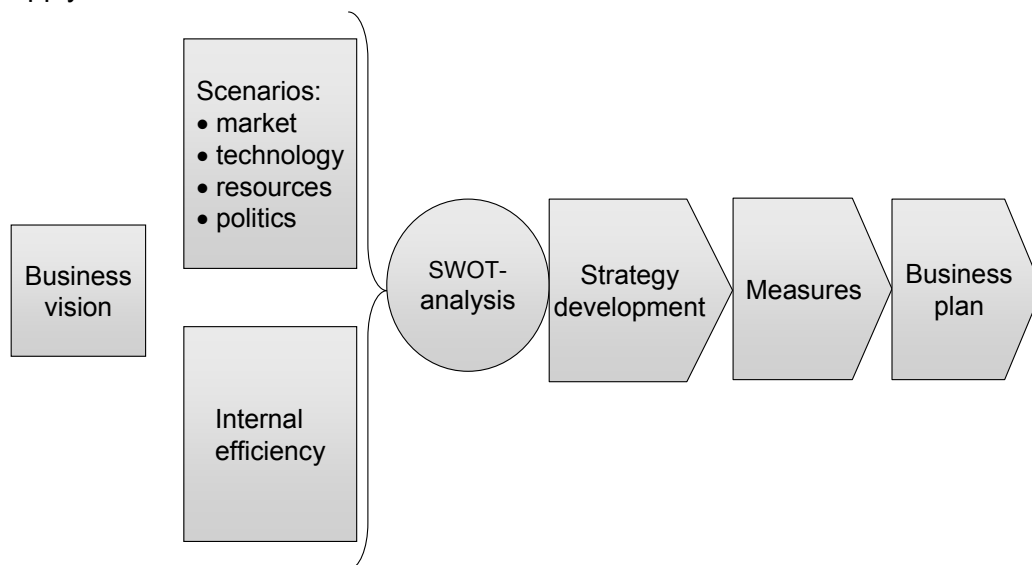 Scenarios:
• market
• technology
• resources
• politics
Business
vision
Internal
efficiency
SWOT-
analysis
Strategy
development
Measures
Business
plan